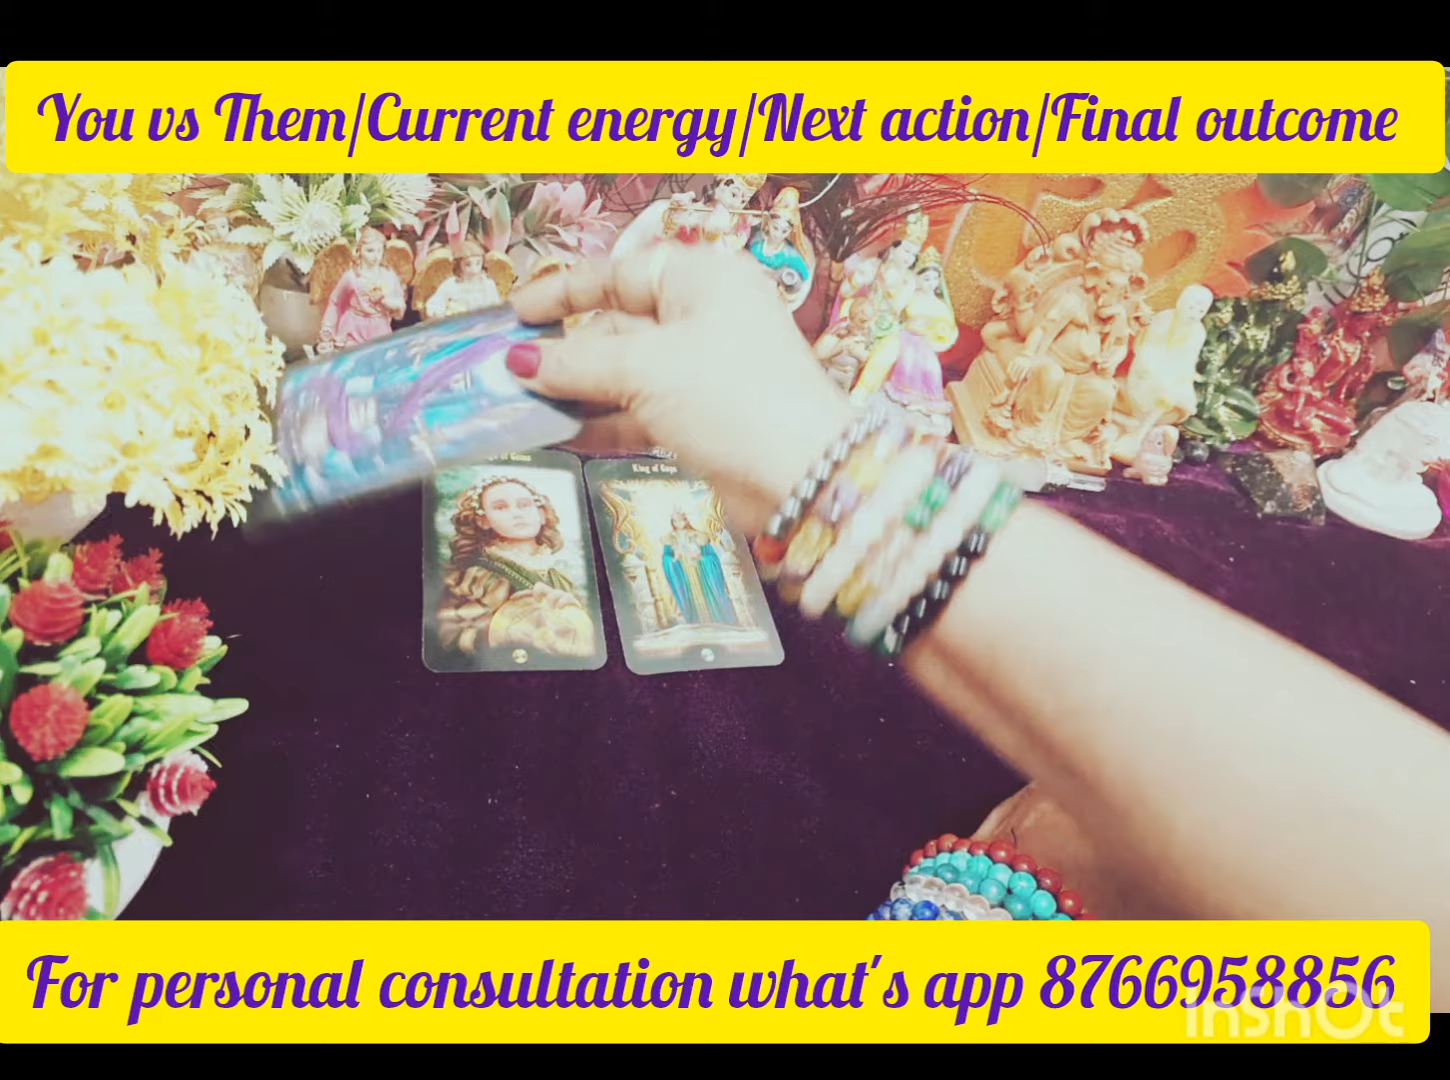 You vs Them/Current energy/Next action/Final outcome
King of Cups
For personal consultation what's app 8766958856
INSHOT